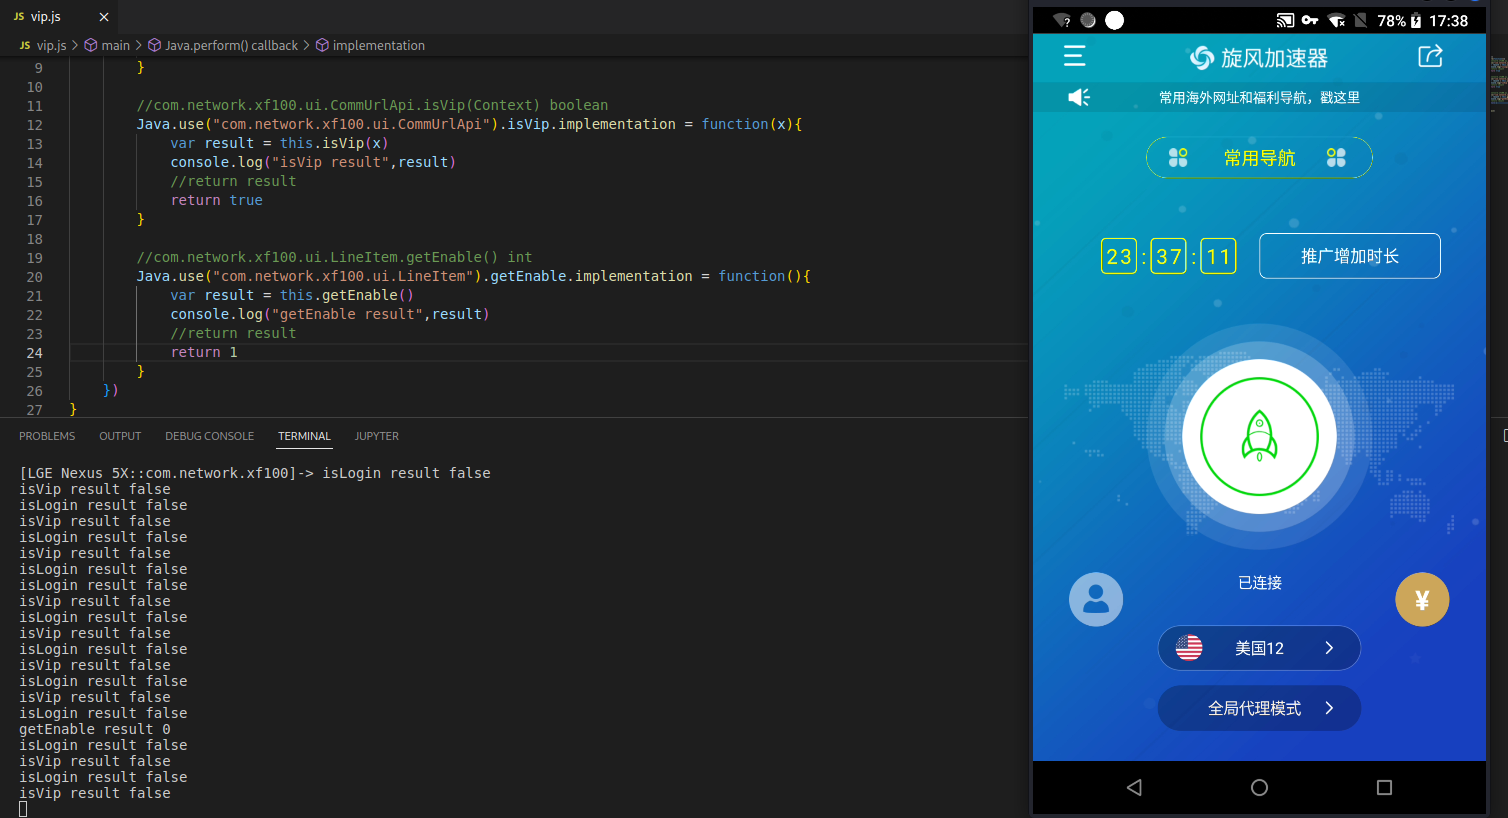 JS vip.js ×
JS vip.js > main > Java.perform() callback > implementation
9 }
10
11 //com.network.xf100.ui.CommUrlApi.isVip(Context) boolean
12 Java.use("com.network.xf100.ui.CommUrlApi").isVip.implementation = function(x){
13 var result = this.isVip(x)
14 console.log("isVip result",result)
15 //return result
16 return true
17 }
18
19 //com.network.xf100.ui.LineItem.getEnable() int
20 Java.use("com.network.xf100.ui.LineItem").getEnable.implementation = function(){
21 var result = this.getEnable()
22 console.log("getEnable result",result)
23 //return result
24 return 1
25 }
26 })
27 }
PROBLEMS OUTPUT DEBUG CONSOLE TERMINAL JUPYTER
[LGE Nexus 5X::com.network.xf100]-> isLogin result false
isVip result false
isLogin result false
isVip result false
isLogin result false
isVip result false
isLogin result false
isLogin result false
isVip result false
isLogin result false
isVip result false
isLogin result false
isVip result false
isLogin result false
isVip result false
isLogin result false
getEnable result 0
isLogin result false
isVip result false
isLogin result false
isVip result false
78% 17:38
旋风加速器
常用海外网址和福利导航，戳这里
常用导航
23:37:11 推广增加时长
已连接
¥
美国12 >
全局代理模式 >